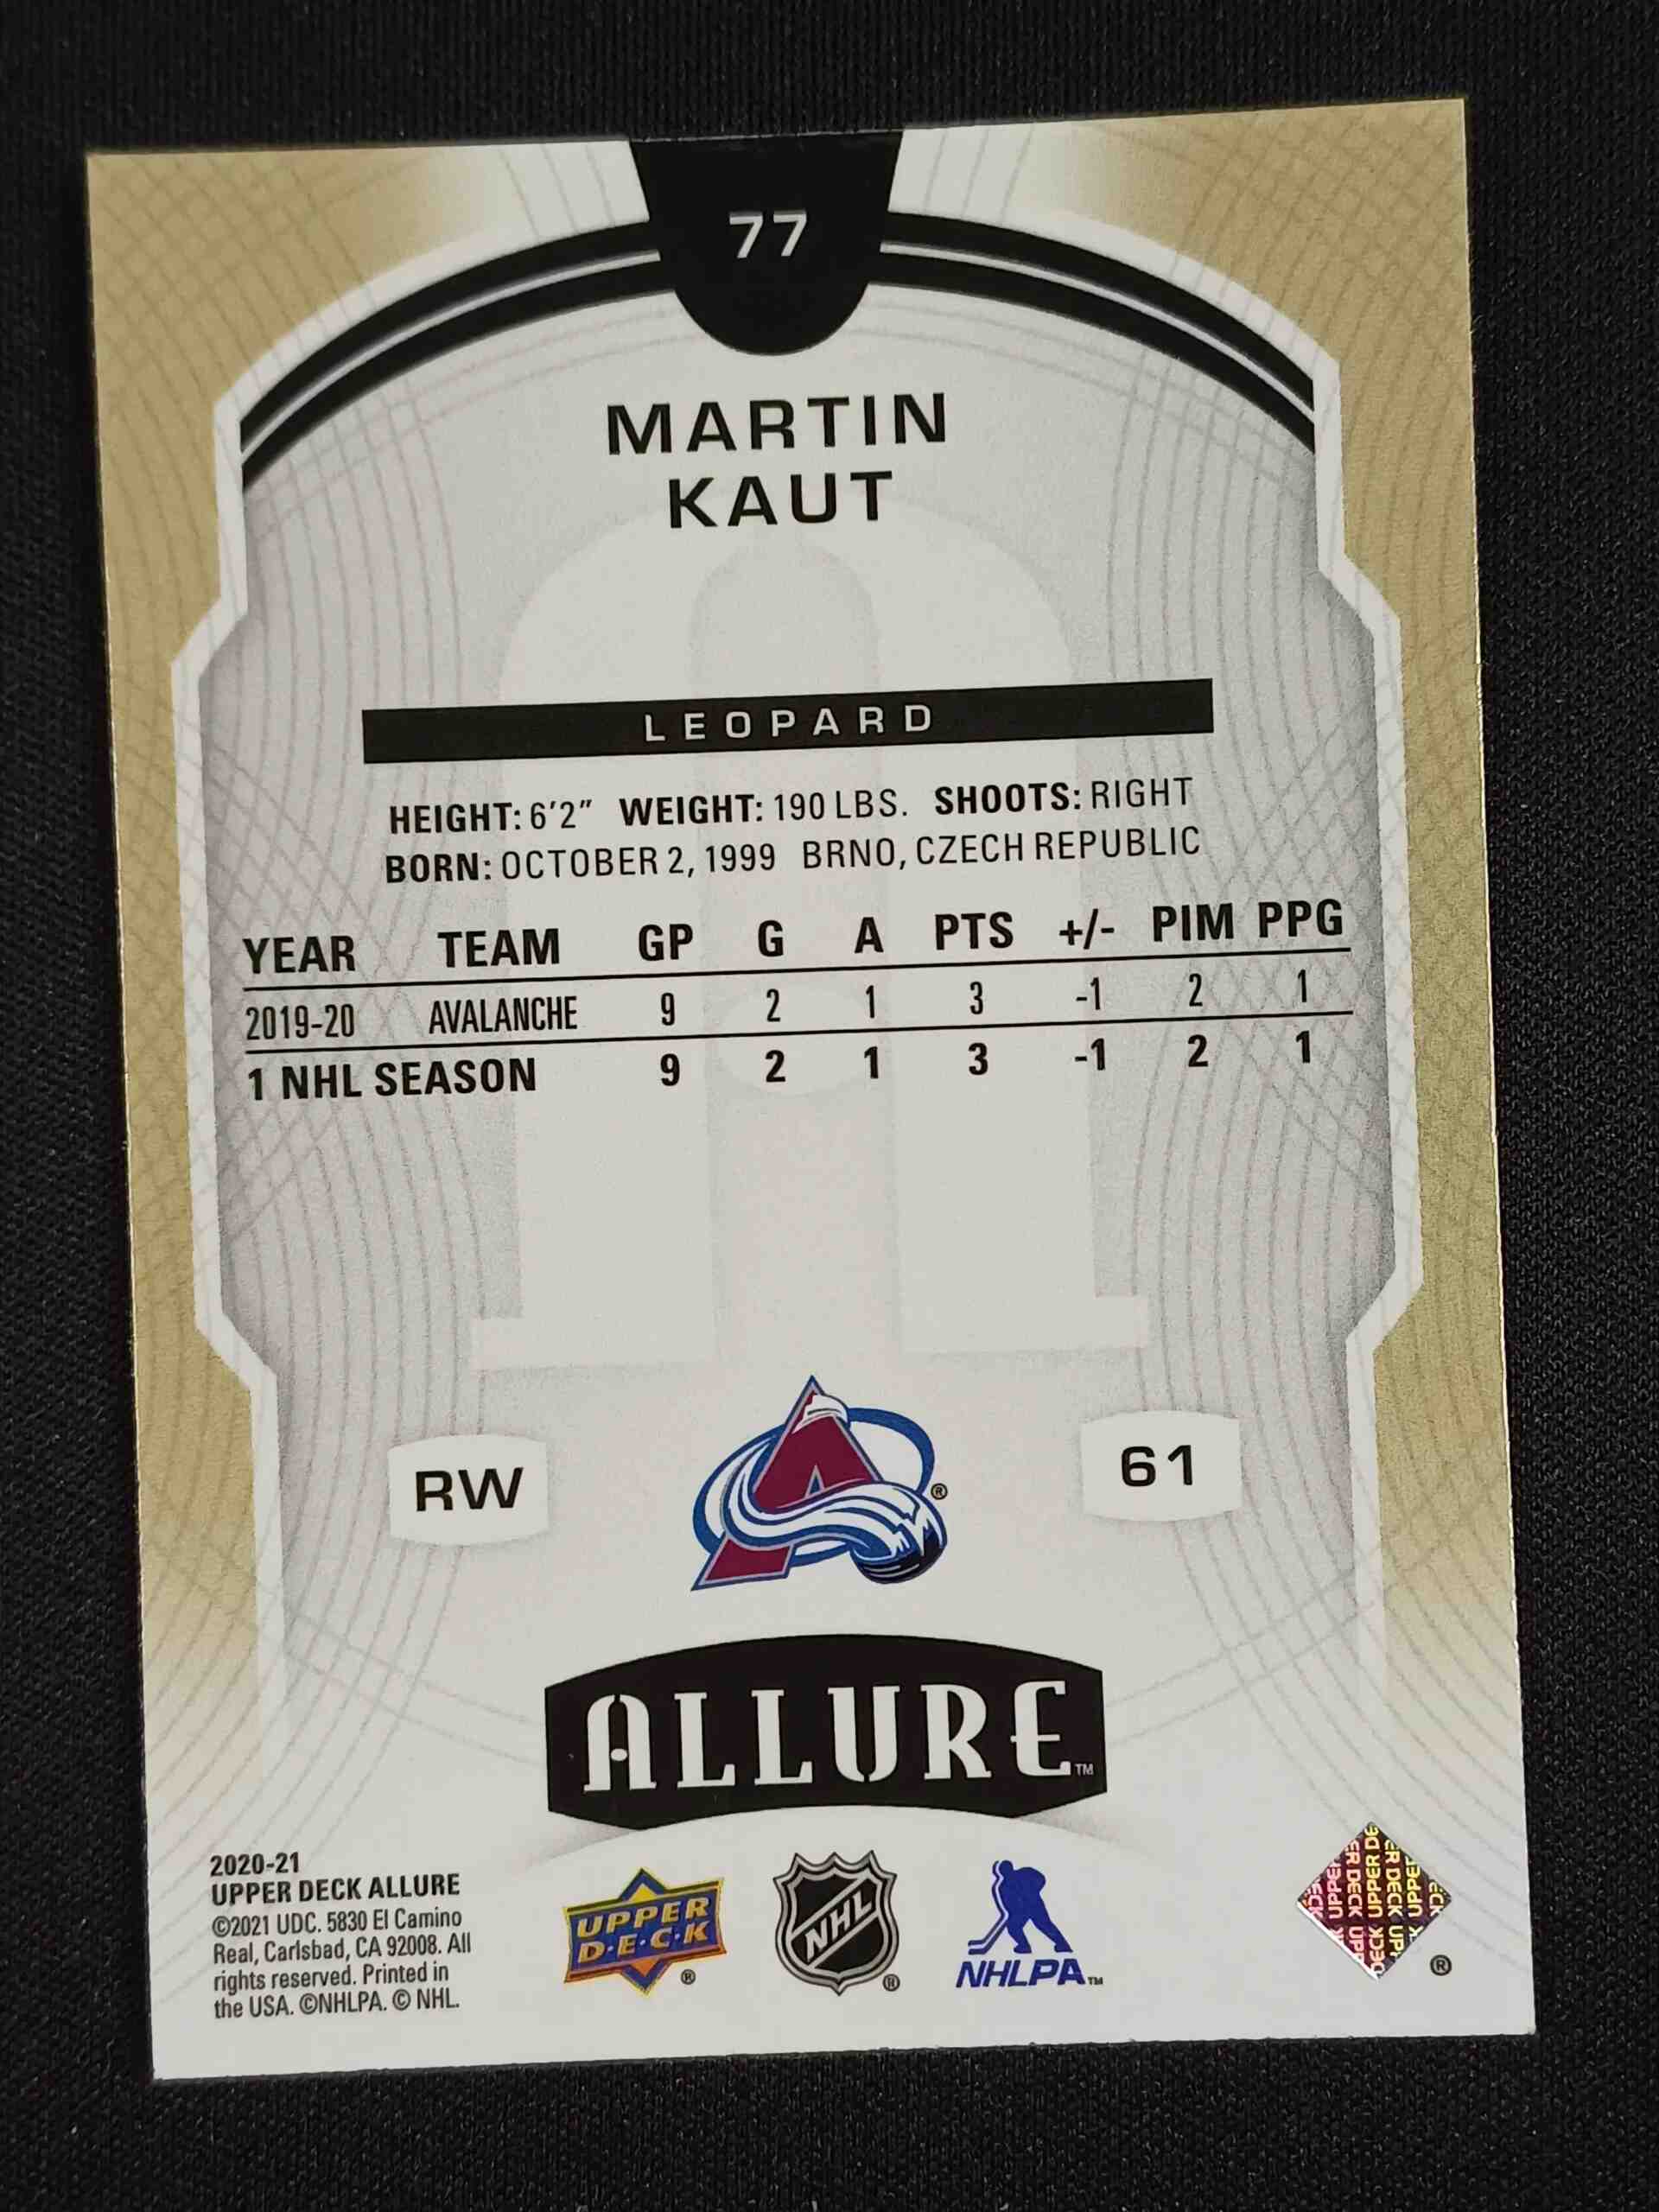 77
MARTIN
KAUT
LEOPARD
HEIGHT: 6'2" WEIGHT: 190 LBS. SHOOTS: RIGHT
BORN: OCTOBER 2, 1999 BRNO, CZECH REPUBLIC
YEAR TEAM GP G A PTS +/- PIM PPG
2019-20 AVALANCHE 9 2 1 3 -1 2 1
1 NHL SEASON 9 2 1 3 -1 2 1
RW
A ®
61
ALLURE™
2020-21
UPPER DECK ALLURE
©2021 UDC. 5830 El Camino
Real, Carlsbad, CA 92008. All
rights reserved. Printed in
the USA. ©NHLPA. © NHL.
UPPER
D·E·C·K ®
NHL ®
NHLPA™
UPPER DECK
®